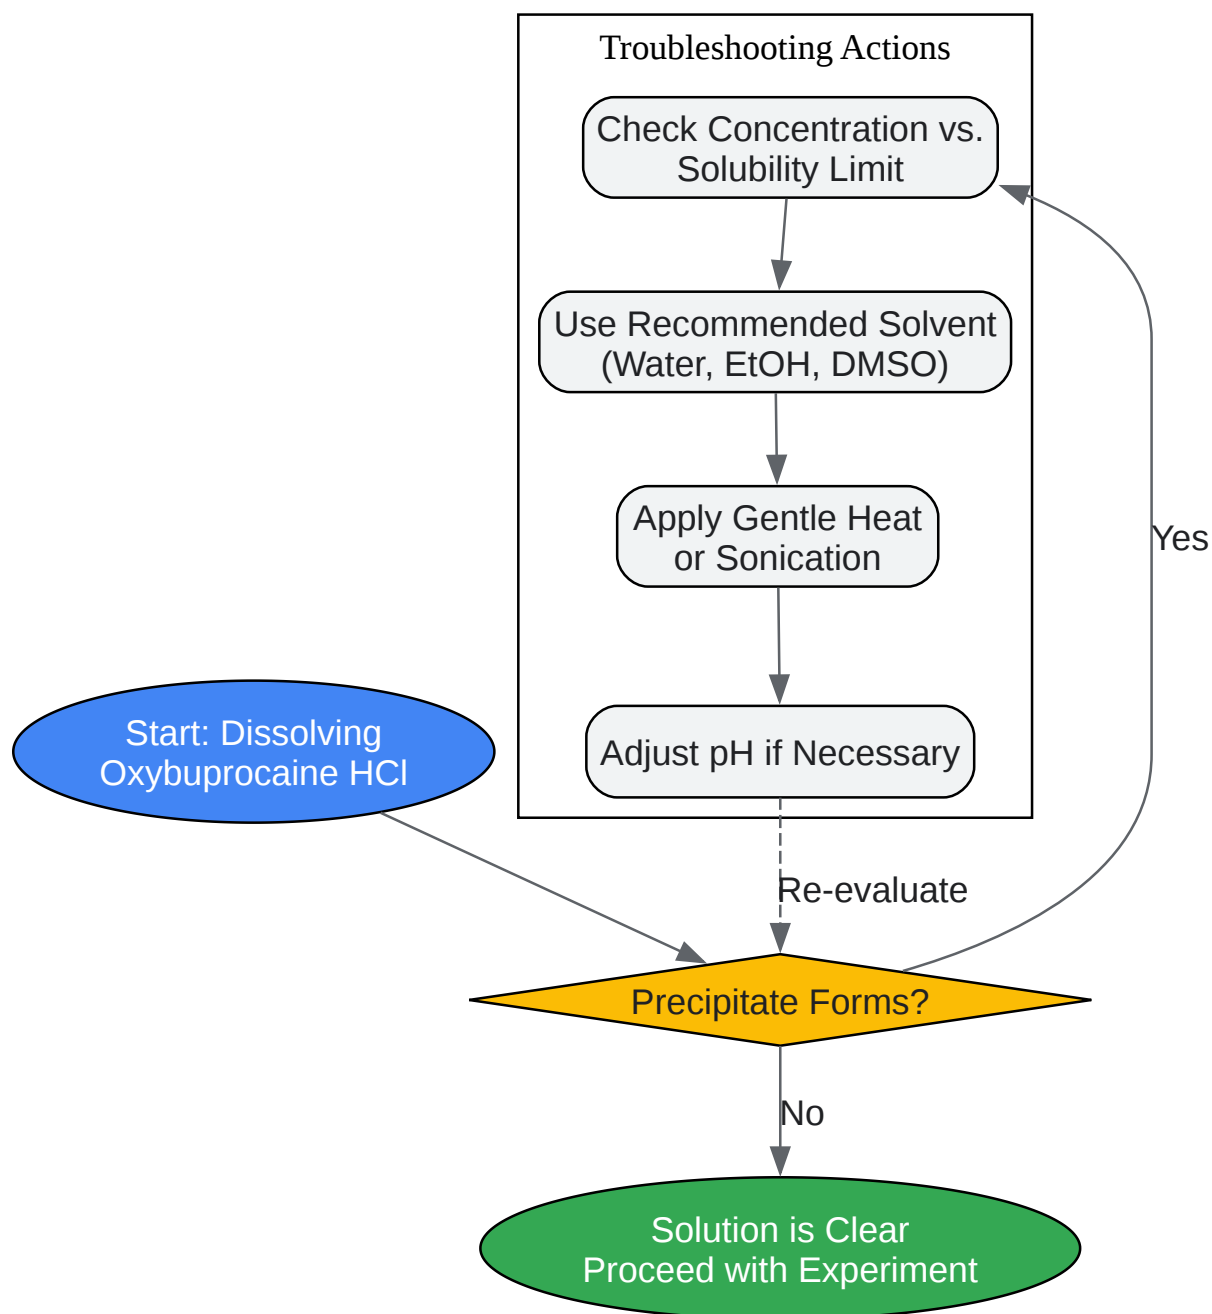 Troubleshooting Actions
Check Concentration vs.
Solubility Limit
Use Recommended Solvent
(Water, EtOH, DMSO)
Apply Gentle Heat
or Sonication
Yes
Start: Dissolving
Oxybuprocaine HCl
Adjust pH if Necessary
Re-evaluate
Precipitate Forms?
No
Solution is Clear
Proceed with Experiment